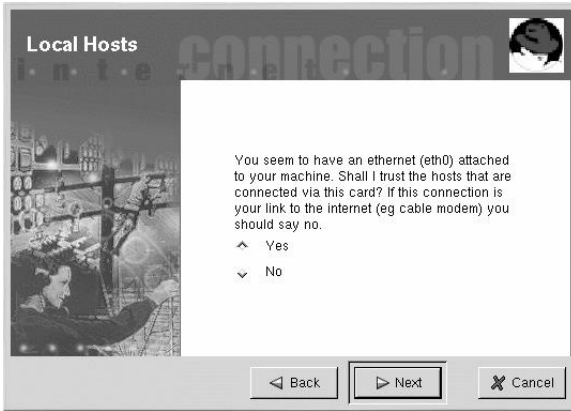 Local Hosts
internet connection
You seem to have an ethernet (eth0) attached
to your machine. Shall I trust the hosts that are
connected via this card? If this connection is
your link to the internet (eg cable modem) you
should say no.
Yes
No
Back
Next
Cancel